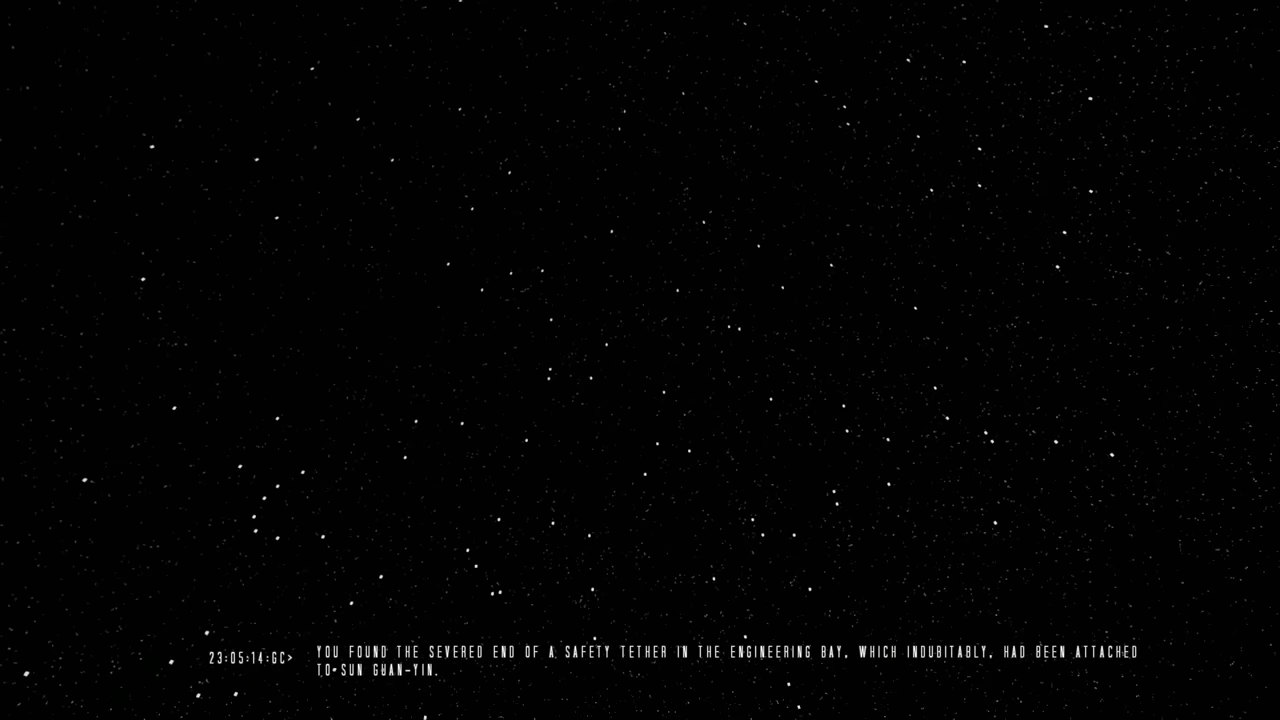 23:05:14:GC> YOU FOUND THE SEVERED END OF A SAFETY TETHER IN THE ENGINEERING BAY, WHICH INDUBITABLY, HAD BEEN ATTACHED
TO SUN GUAN-YIN.